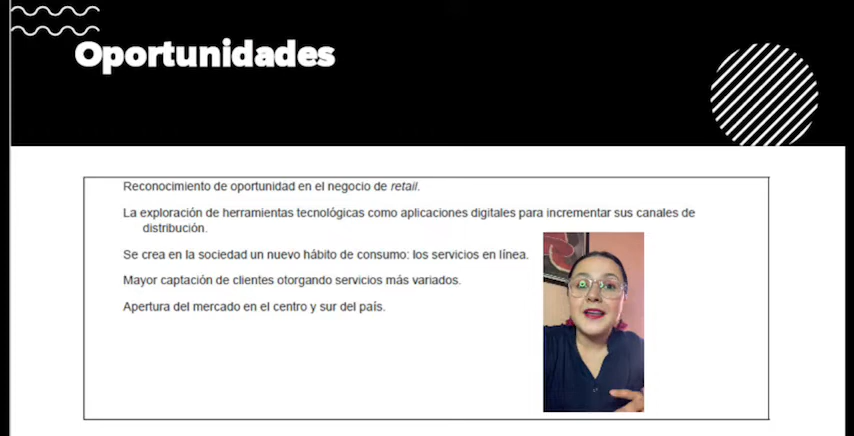 Oportunidades
Reconocimiento de oportunidad en el negocio de retail.
La exploración de herramientas tecnológicas como aplicaciones digitales para incrementar sus canales de
distribución.
Se crea en la sociedad un nuevo hábito de consumo: los servicios en línea.
Mayor captación de clientes otorgando servicios más variados.
Apertura del mercado en el centro y sur del país.